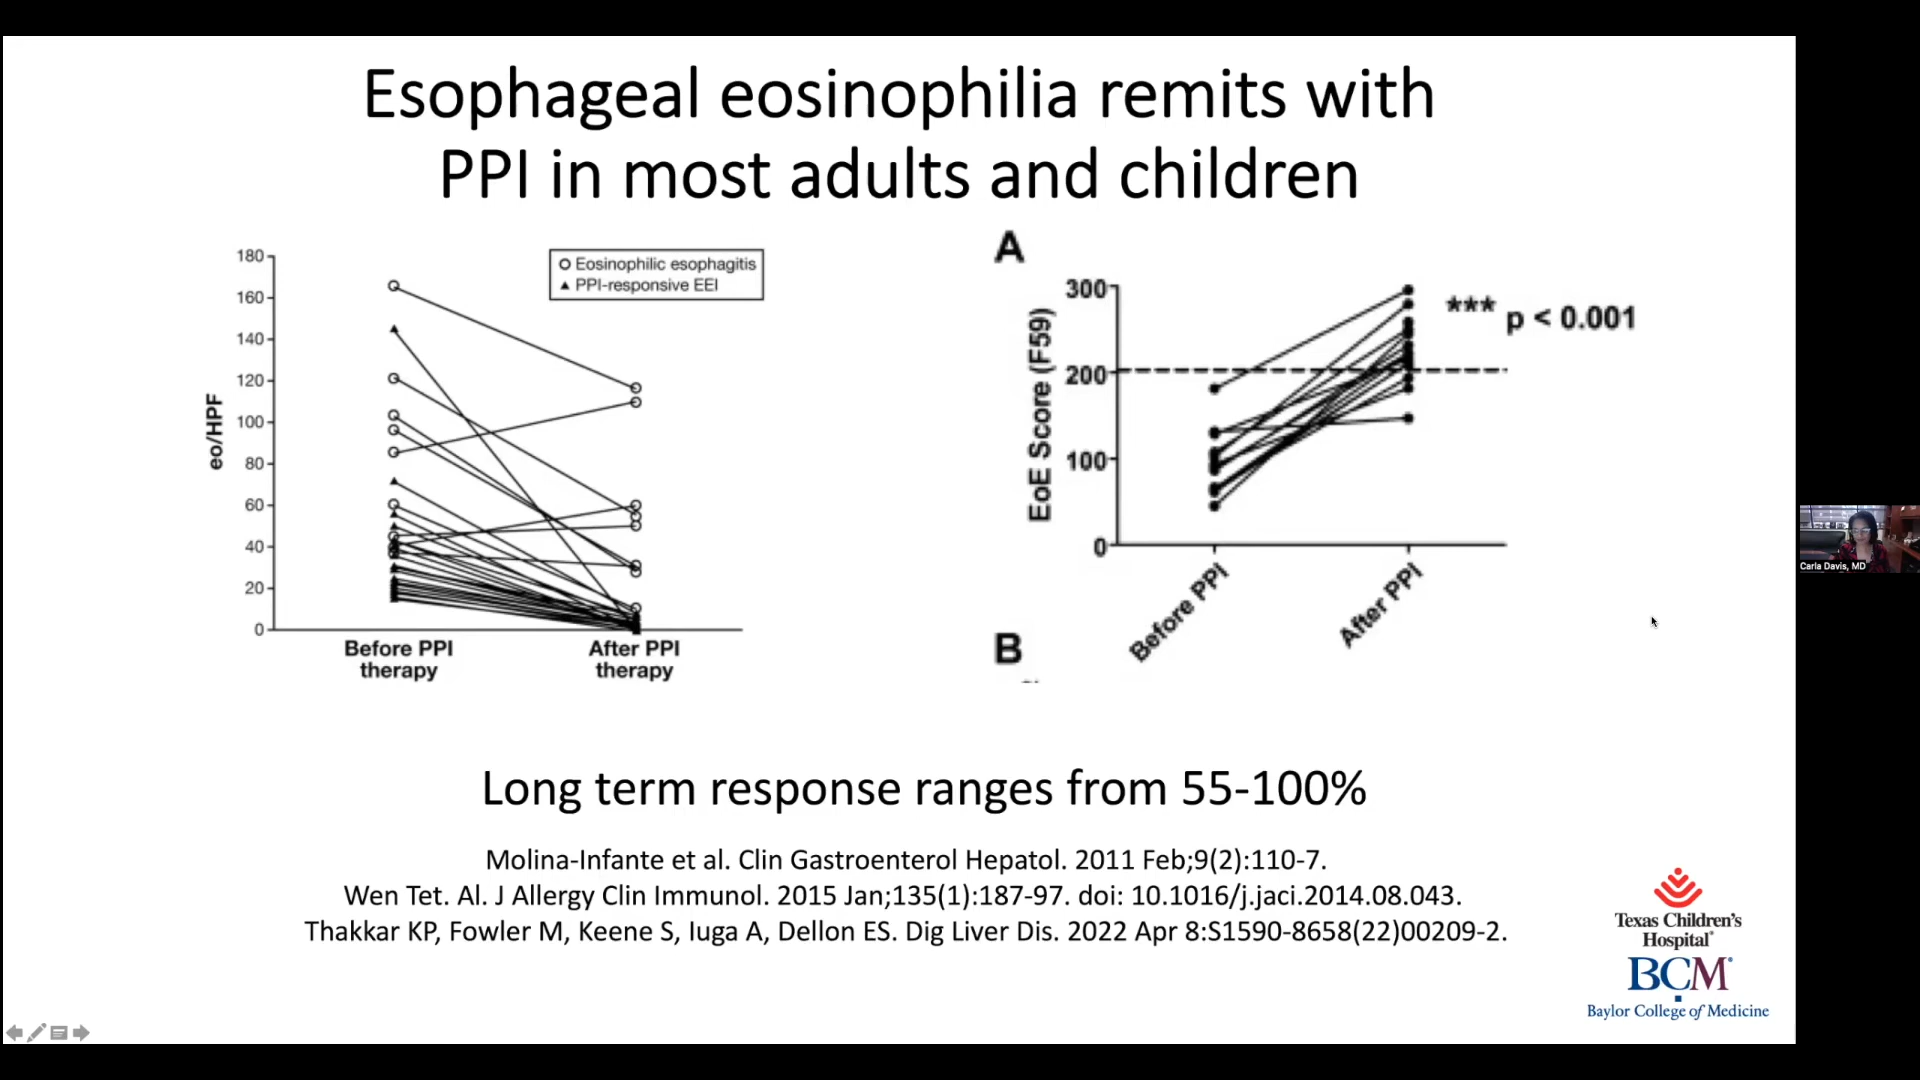 Esophageal eosinophilia remits with
PPI in most adults and children
180
160
140
120
100
80
60
40
20
0
eo/HPF
Eosinophilic esophagitis
PPI-responsive EEI
Before PPI
therapy
After PPI
therapy
A
300
200
100
0
EoE Score (F59)
*** p < 0.001
Before PPI
After PPI
B
Long term response ranges from 55-100%
Molina-Infante et al. Clin Gastroenterol Hepatol. 2011 Feb;9(2):110-7.
Wen Tet. Al. J Allergy Clin Immunol. 2015 Jan;135(1):187-97. doi: 10.1016/j.jaci.2014.08.043.
Thakkar KP, Fowler M, Keene S, Iuga A, Dellon ES. Dig Liver Dis. 2022 Apr 8:S1590-8658(22)00209-2.
Texas Children's
Hospital®
BCM®
Baylor College of Medicine
Carla Davis, MD